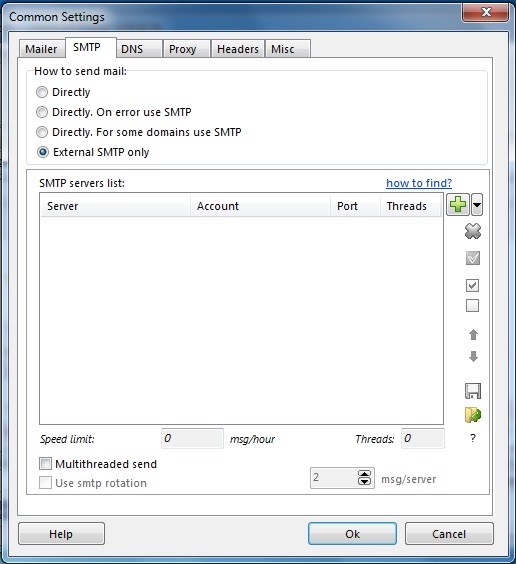 Common Settings
Mailer SMTP DNS Proxy Headers Misc
How to send mail:
Directly
Directly. On error use SMTP
Directly. For some domains use SMTP
External SMTP only
SMTP servers list: how to find?
Server Account Port Threads
Speed limit: 0 msg/hour Threads: 0 ?
Multithreaded send
Use smtp rotation 2 msg/server
Help Ok Cancel